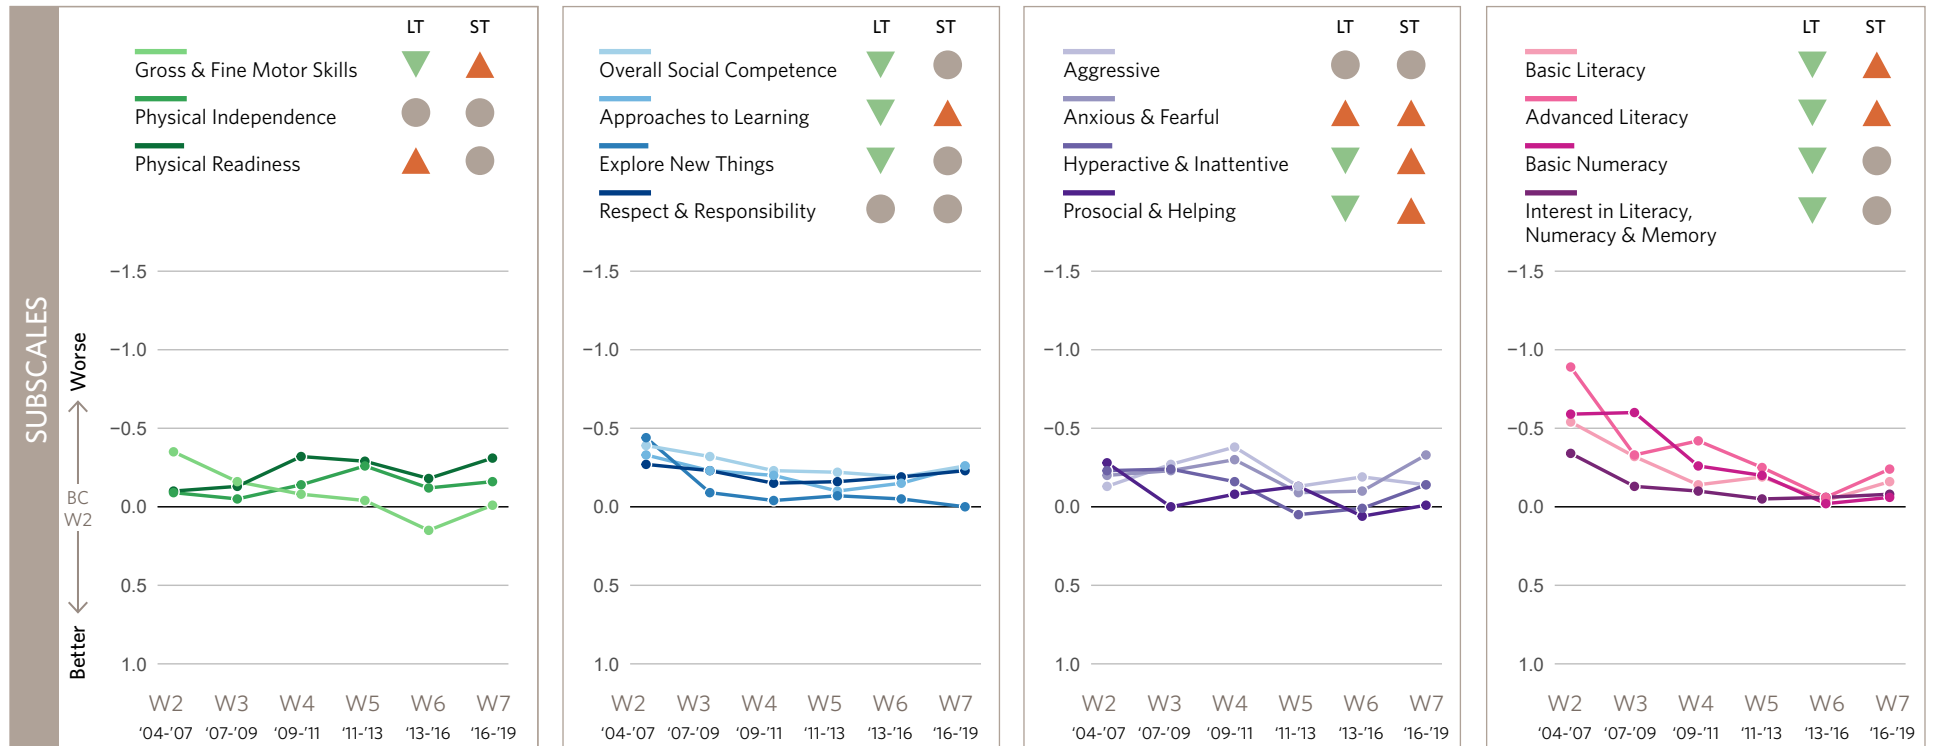 SUBSCALES
Worse
BC
W2
Better
LT ST
Gross & Fine Motor Skills
Physical Independence
Physical Readiness
−1.5
−1.0
−0.5
0.0
0.5
1.0
W2 W3 W4 W5 W6 W7
‘04-’07 ‘07-’09 ‘09-’11 ‘11-’13 ‘13-’16 ‘16-’19
LT ST
Overall Social Competence
Approaches to Learning
Explore New Things
Respect & Responsibility
−1.5
−1.0
−0.5
0.0
0.5
1.0
W2 W3 W4 W5 W6 W7
‘04-’07 ‘07-’09 ‘09-’11 ‘11-’13 ‘13-’16 ‘16-’19
LT ST
Aggressive
Anxious & Fearful
Hyperactive & Inattentive
Prosocial & Helping
−1.5
−1.0
−0.5
0.0
0.5
1.0
W2 W3 W4 W5 W6 W7
‘04-’07 ‘07-’09 ‘09-’11 ‘11-’13 ‘13-’16 ‘16-’19
LT ST
Basic Literacy
Advanced Literacy
Basic Numeracy
Interest in Literacy,
Numeracy & Memory
−1.5
−1.0
−0.5
0.0
0.5
1.0
W2 W3 W4 W5 W6 W7
‘04-’07 ‘07-’09 ‘09-’11 ‘11-’13 ‘13-’16 ‘16-’19